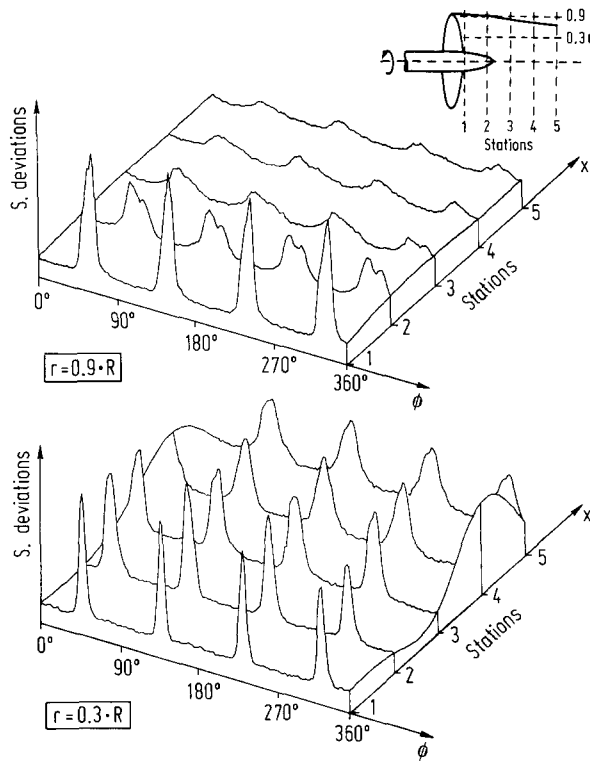 0.9
0.3
1 2 3 4 5
Stations
S. deviations
0° 90° 180° 270° 360°
ϕ
1 2 3 4 5
Stations
x
r=0.9·R
S. deviations
0° 90° 180° 270° 360°
ϕ
1 2 3 4 5
Stations
x
r=0.3·R